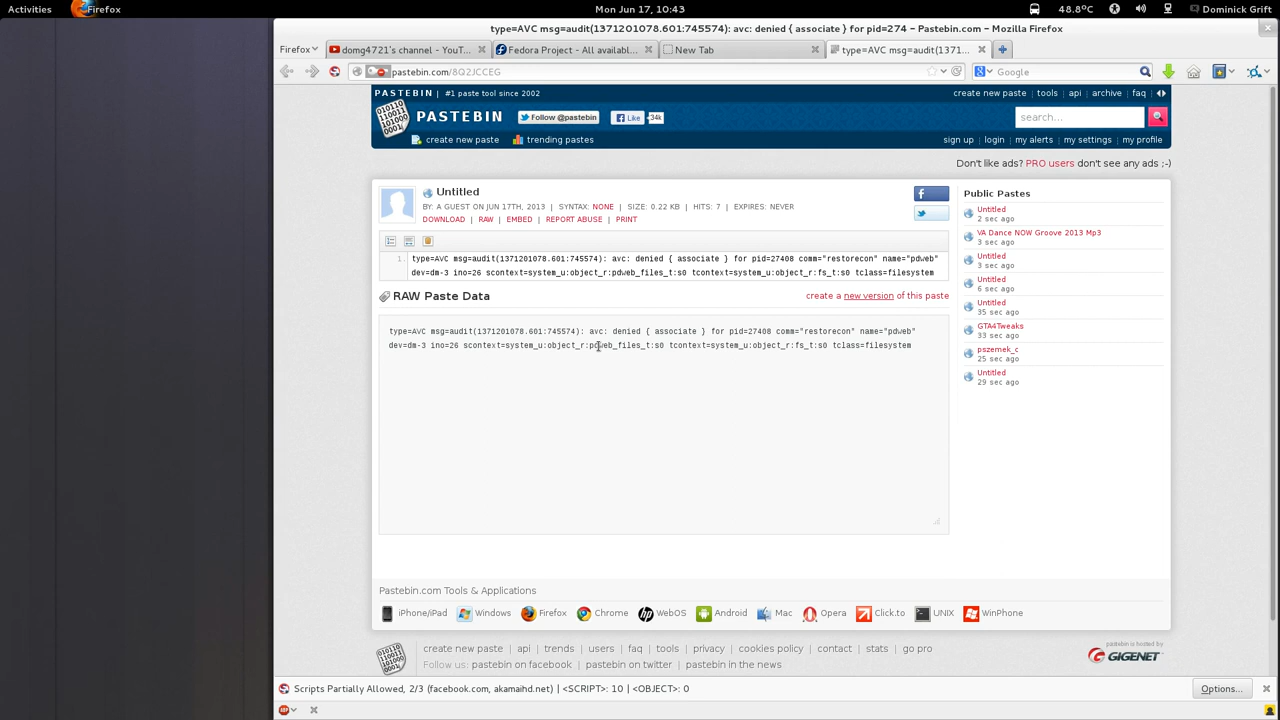 Activities
Firefox
Mon Jun 17, 10:43
48.8°C
Dominick Grift
type=AVC msg=audit(1371201078.601:745574): avc: denied { associate } for pid=274 – Pastebin.com – Mozilla Firefox
Firefox
domg4721's channel - YouT...
Fedora Project - All availabl...
New Tab
type=AVC msg=audit(1371...
pastebin.com/8Q2JCCEG
Google
PASTEBIN | #1 paste tool since 2002
create new paste tools api archive faq
PASTEBIN
Follow @pastebin
Like 34k
search...
create new paste trending pastes
sign up login my alerts my settings my profile
Don't like ads? PRO users don't see any ads ;-)
Untitled
BY: A GUEST ON JUN 17TH, 2013 | SYNTAX: NONE | SIZE: 0.22 KB | HITS: 7 | EXPIRES: NEVER
DOWNLOAD | RAW | EMBED | REPORT ABUSE | PRINT
1. type=AVC msg=audit(1371201078.601:745574): avc: denied { associate } for pid=27408 comm="restorecon" name="pdweb"
dev=dm-3 ino=26 scontext=system_u:object_r:pdweb_files_t:s0 tcontext=system_u:object_r:fs_t:s0 tclass=filesystem
RAW Paste Data
create a new version of this paste
type=AVC msg=audit(1371201078.601:745574): avc: denied { associate } for pid=27408 comm="restorecon" name="pdweb"
dev=dm-3 ino=26 scontext=system_u:object_r:pdweb_files_t:s0 tcontext=system_u:object_r:fs_t:s0 tclass=filesystem
Public Pastes
Untitled
2 sec ago
VA Dance NOW Groove 2013 Mp3
3 sec ago
Untitled
3 sec ago
Untitled
6 sec ago
Untitled
35 sec ago
GTA4Tweaks
33 sec ago
pszemek_c
25 sec ago
Untitled
29 sec ago
Pastebin.com Tools & Applications
iPhone/iPad Windows Firefox Chrome WebOS Android Mac Opera Click.to UNIX WinPhone
create new paste | api | trends | users | faq | tools | privacy | cookies policy | contact | stats | go pro
Follow us: pastebin on facebook | pastebin on twitter | pastebin in the news
pastebin is hosted by
GIGENET
Scripts Partially Allowed, 2/3 (facebook.com, akamaihd.net) | <SCRIPT>: 10 | <OBJECT>: 0
Options...
ABP